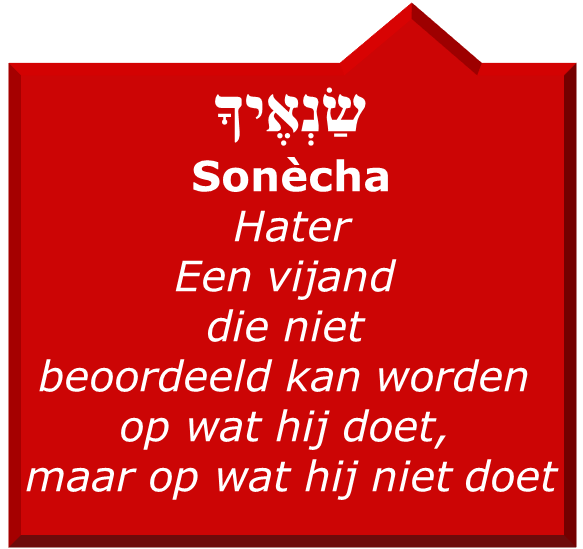 שַׂנְאֶיךָ
Sonècha
Hater
Een vijand
die niet
beoordeeld kan worden
op wat hij doet,
maar op wat hij niet doet